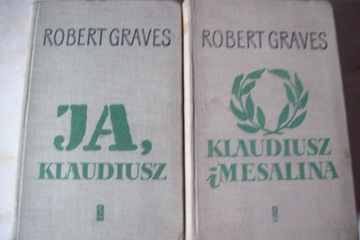 ROBERT GRAVES
JA,
KLAUDIUSZ
ROBERT GRAVES
KLAUDIUSZ
i MESALINA